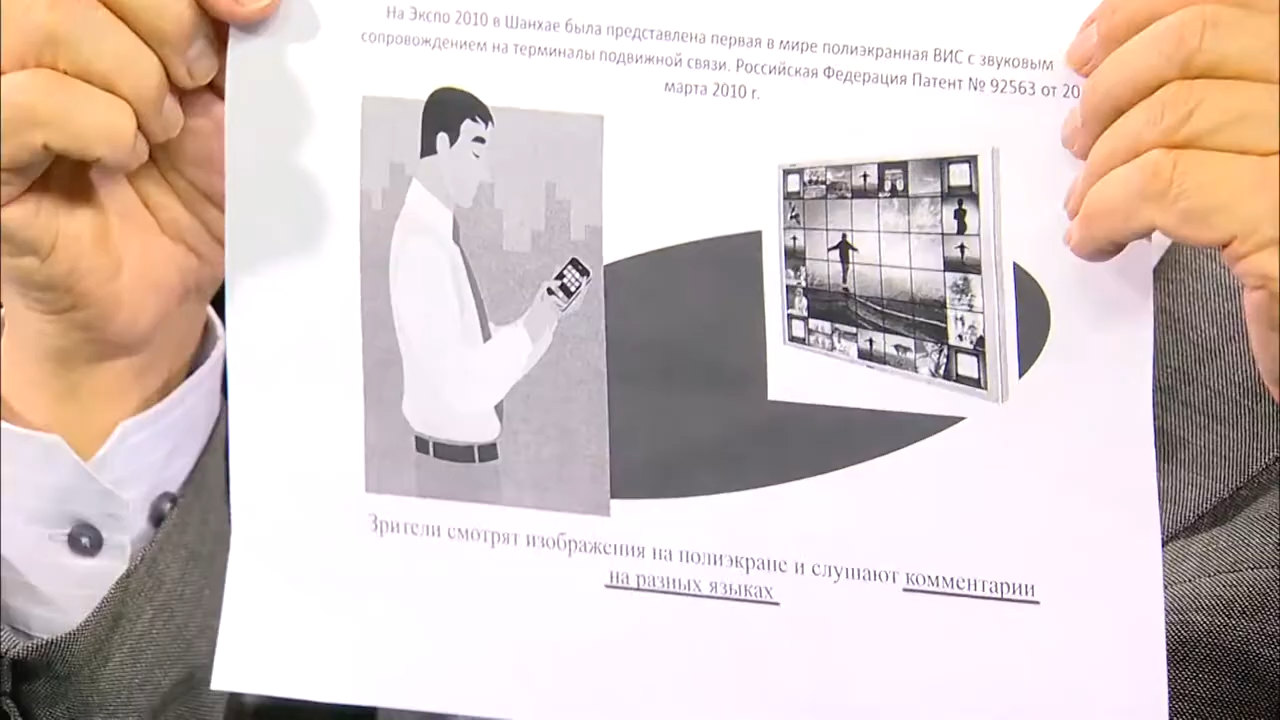 На Экспо 2010 в Шанхае была представлена первая в мире полиэкранная ВИС с звуковым
сопровождением на терминалы подвижной связи. Российская Федерация Патент № 92563 от 20
марта 2010 г.
Зрители смотрят изображения на полиэкране и слушают комментарии
на разных языках